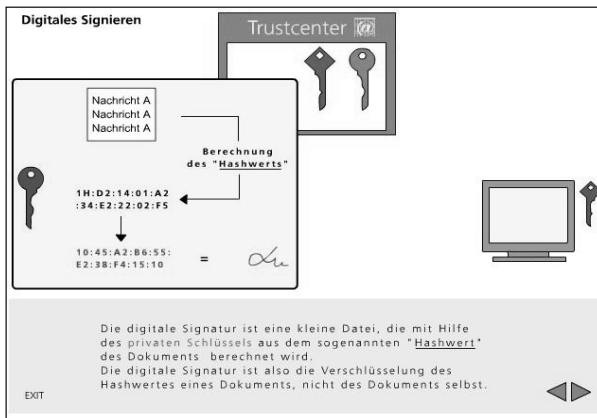 Digitales Signieren
Trustcenter @
Nachricht A
Nachricht A
Nachricht A
Berechnung
des "Hashwerts"
1H:D2:14:01:A2
:34:E2:22:02:F5
10:45:A2:B6:55:
E2:38:F4:15:10
=
Die digitale Signatur ist eine kleine Datei, die mit Hilfe
des privaten Schlüssels aus dem sogenannten "Hashwert"
des Dokuments berechnet wird.
Die digitale Signatur ist also die Verschlüsselung des
Hashwertes eines Dokuments, nicht des Dokuments selbst.
EXIT